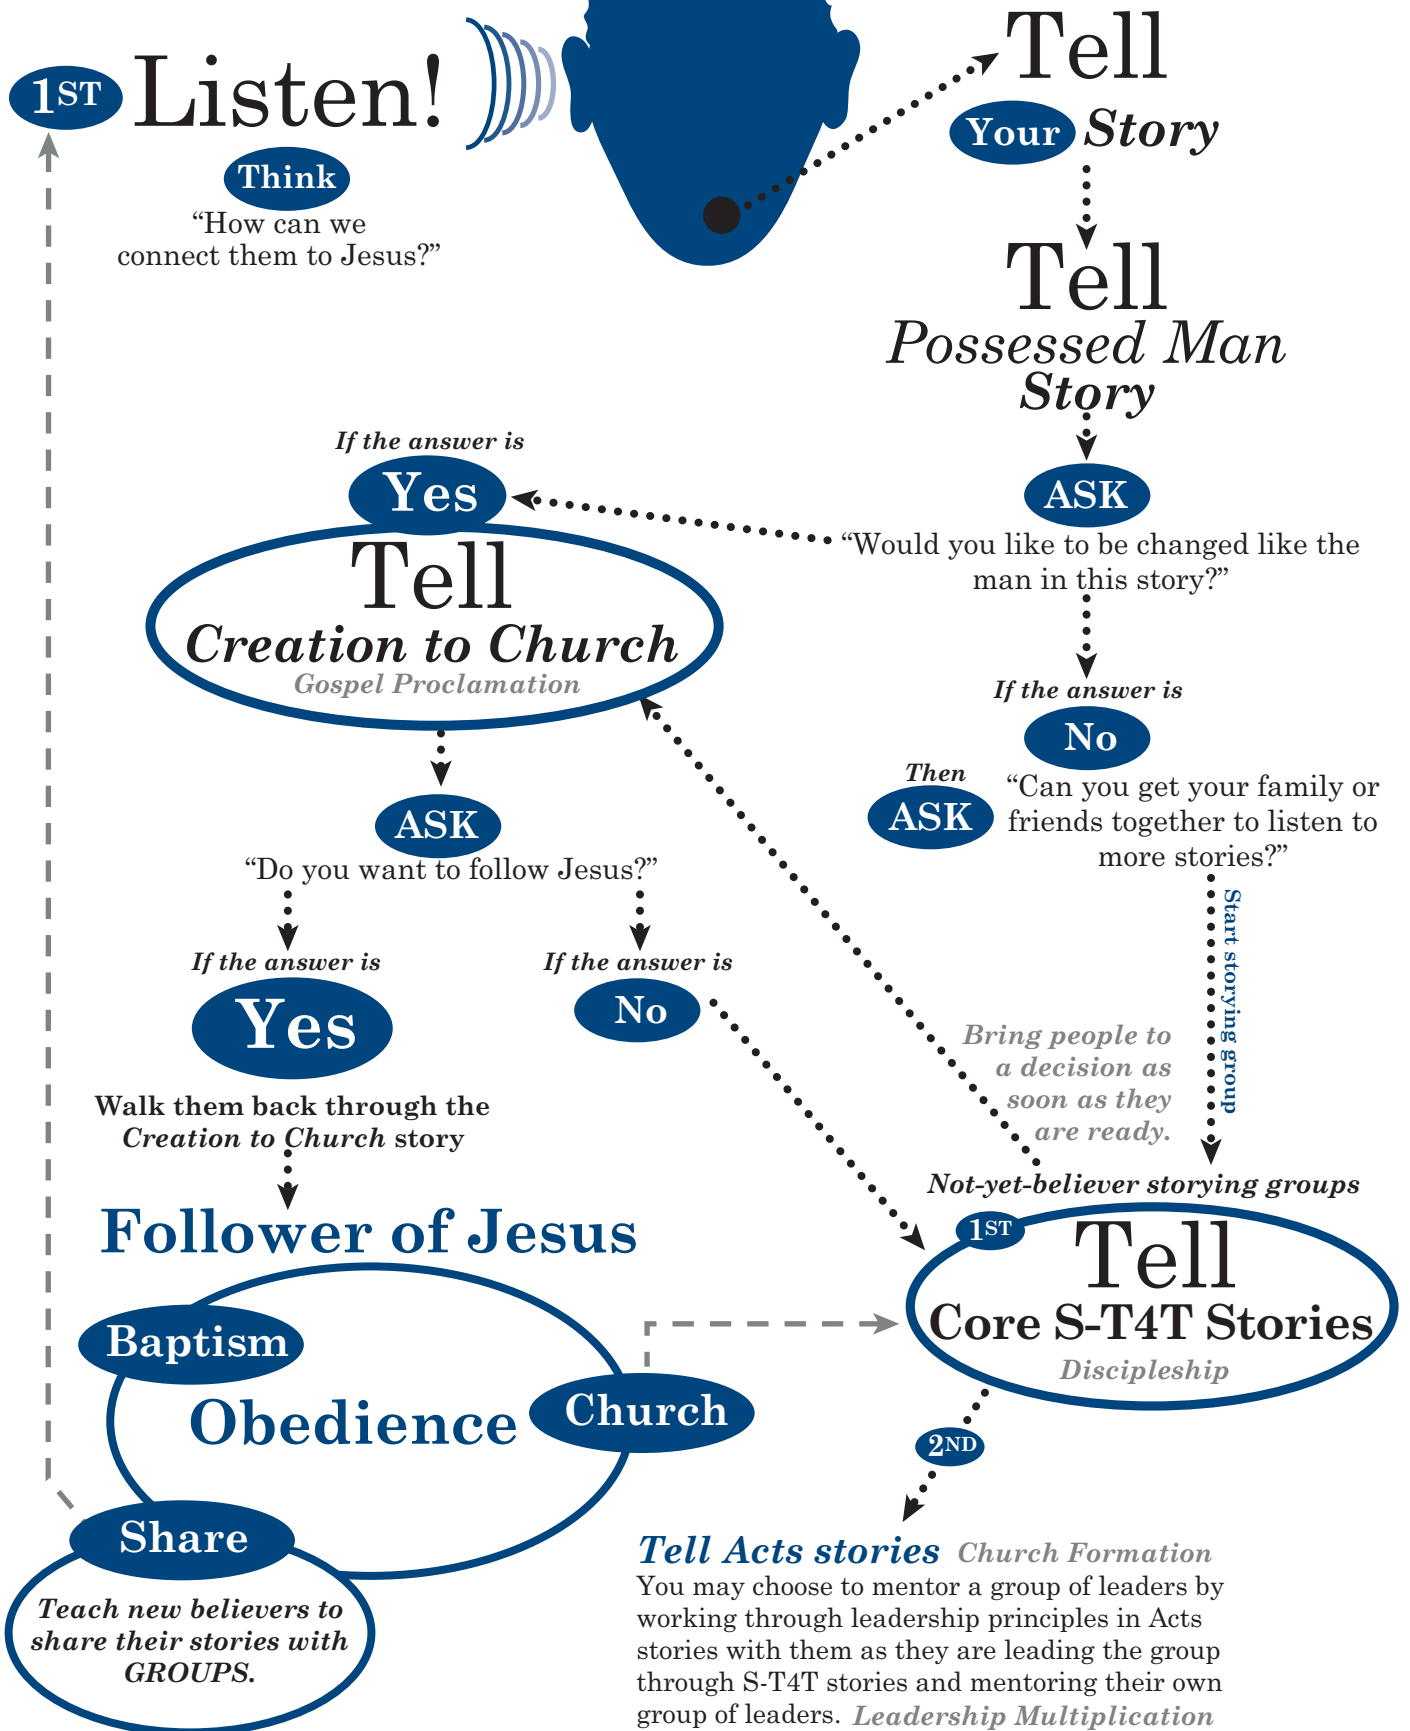 1ST Listen!
Think
“How can we
connect them to Jesus?”
Tell
Your Story
Tell
Possessed Man
Story
ASK
“Would you like to be changed like the
man in this story?”
If the answer is
Yes
Tell
Creation to Church
Gospel Proclamation
If the answer is
No
Then
ASK
“Can you get your family or
friends together to listen to
more stories?”
Start storying group
ASK
“Do you want to follow Jesus?”
If the answer is
Yes
If the answer is
No
Walk them back through the
Creation to Church story
Bring people to
a decision as
soon as they
are ready.
Not-yet-believer storying groups
1ST
Tell
Core S-T4T Stories
Discipleship
2ND
Follower of Jesus
Baptism
Obedience
Church
Share
Teach new believers to
share their stories with
GROUPS.
Tell Acts stories Church Formation
You may choose to mentor a group of leaders by
working through leadership principles in Acts
stories with them as they are leading the group
through S-T4T stories and mentoring their own
group of leaders. Leadership Multiplication